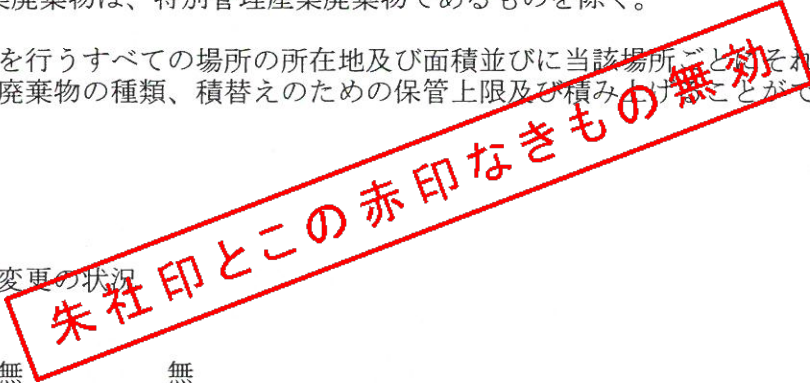 業廃棄物は、特別管理産業廃棄物であるものを除く。
を行うすべての場所の所在地及び面積並びに当該場所ごとにそれ
廃棄物の種類、積替えのための保管上限及び積み上げることがで
朱社印とこの赤印なきもの無効
変更の状況
無 無